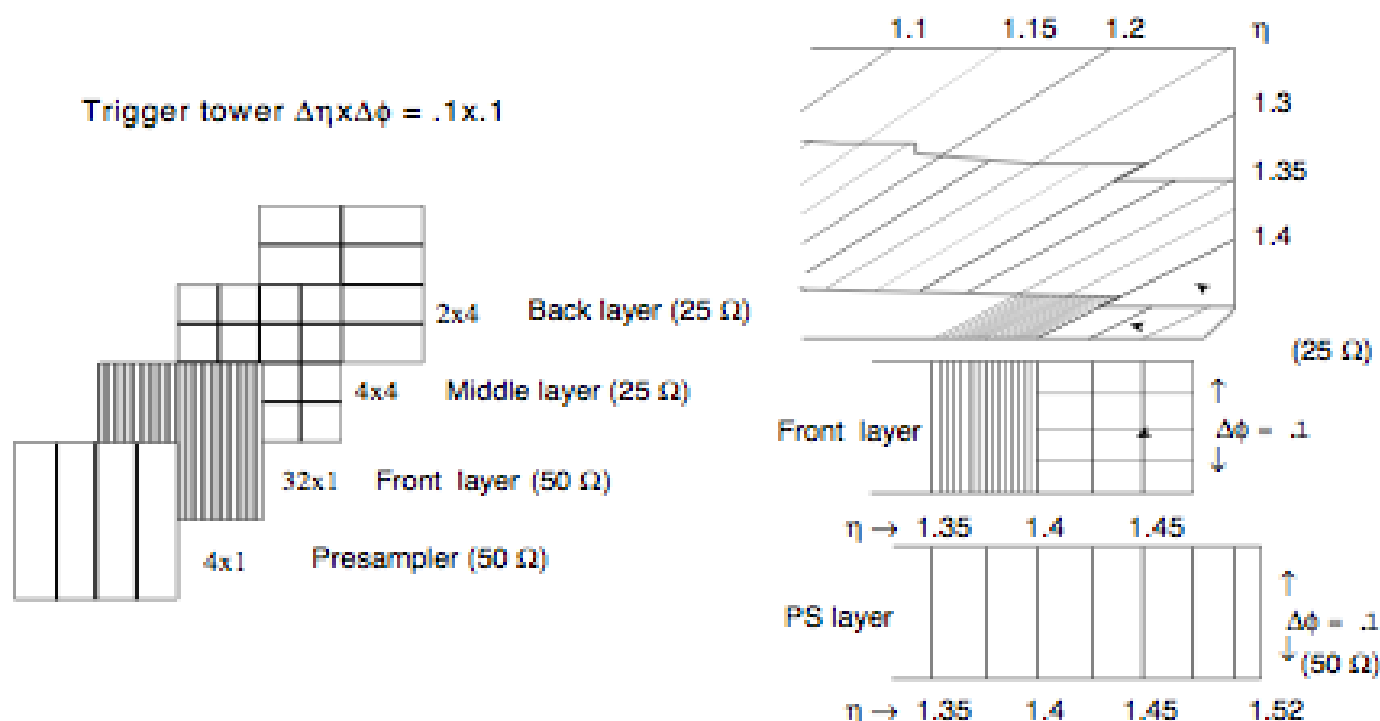 Trigger tower ΔηxΔϕ = .1x.1
2x4 Back layer (25 Ω)
4x4 Middle layer (25 Ω)
32x1 Front layer (50 Ω)
4x1 Presampler (50 Ω)
1.1 1.15 1.2 η
1.3
1.35
1.4
(25 Ω)
Front layer
↑
Δϕ = .1
↓
η → 1.35 1.4 1.45
PS layer
↑
Δϕ = .1
↓ (50 Ω)
η → 1.35 1.4 1.45 1.52